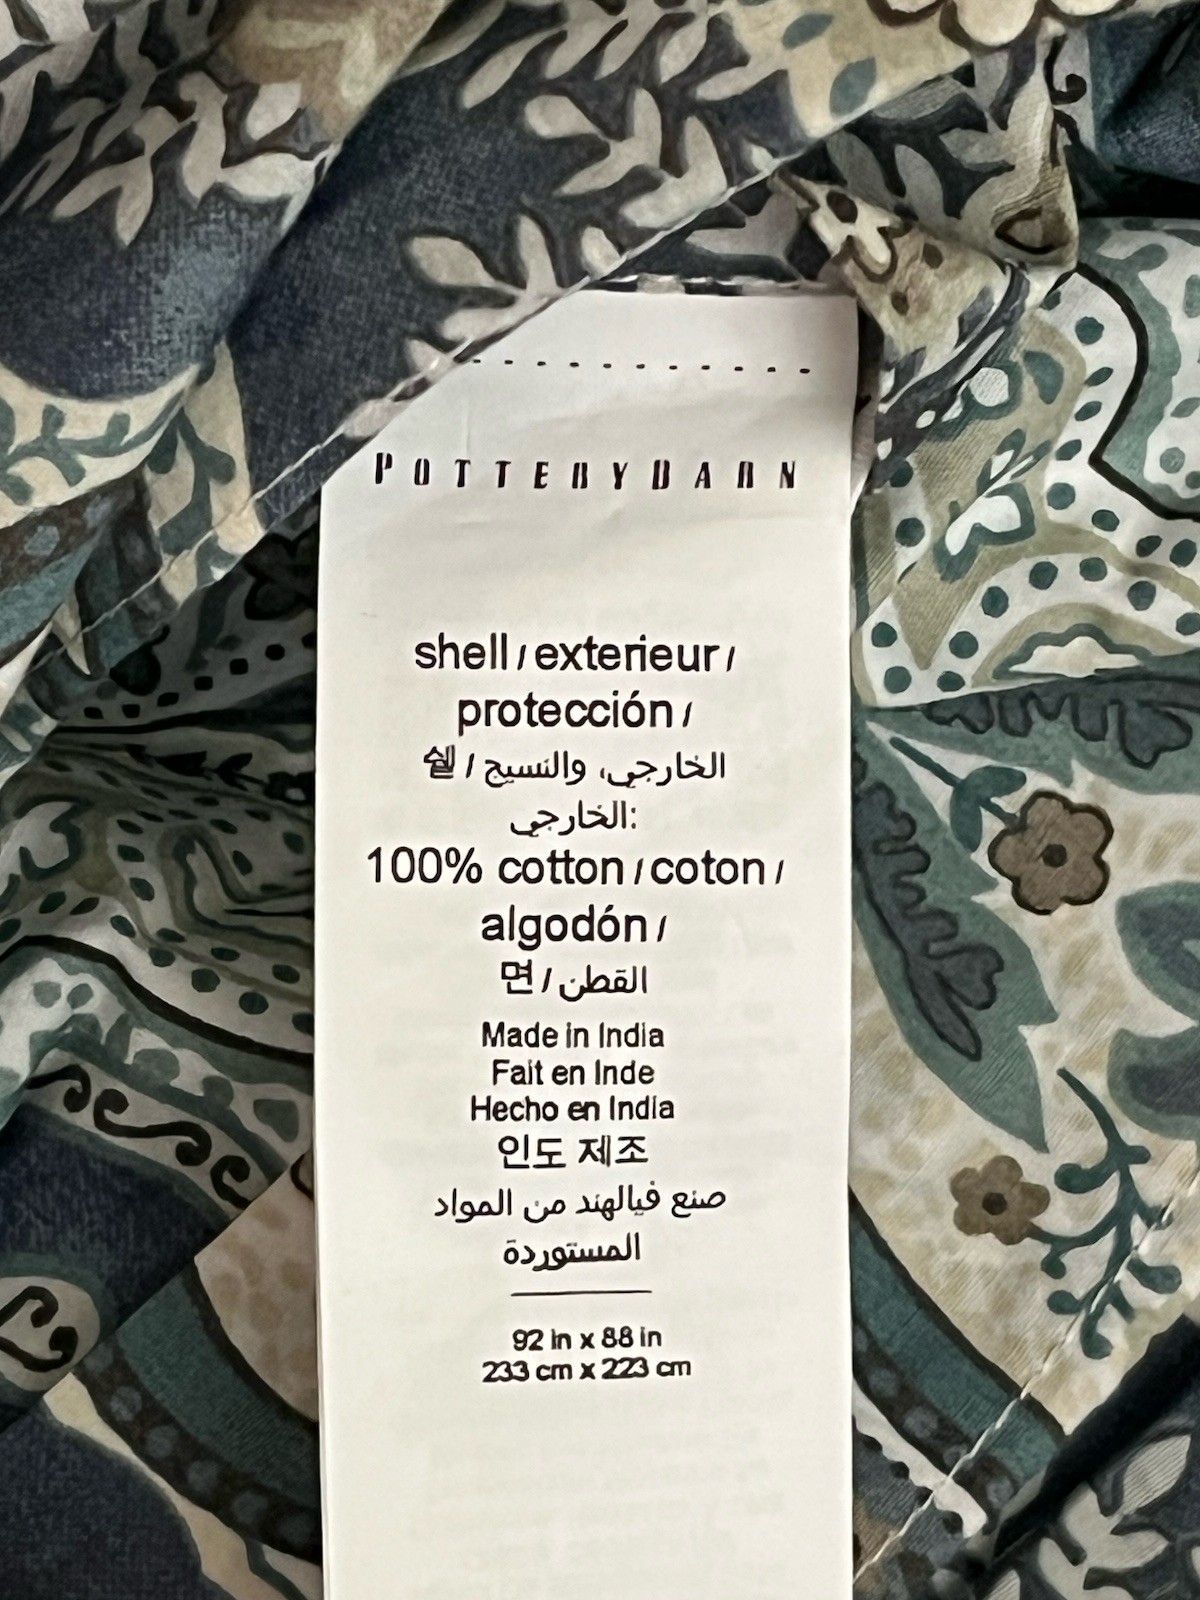 POTTERYBARN
shell / exterieur /
protección /
쉘 / الخارجي، والنسيج
الخارجي:
100% cotton / coton /
algodón /
면 / القطن
Made in India
Fait en Inde
Hecho en India
인도 제조
صنع فيالهند من المواد
المستوردة
92 in x 88 in
233 cm x 223 cm